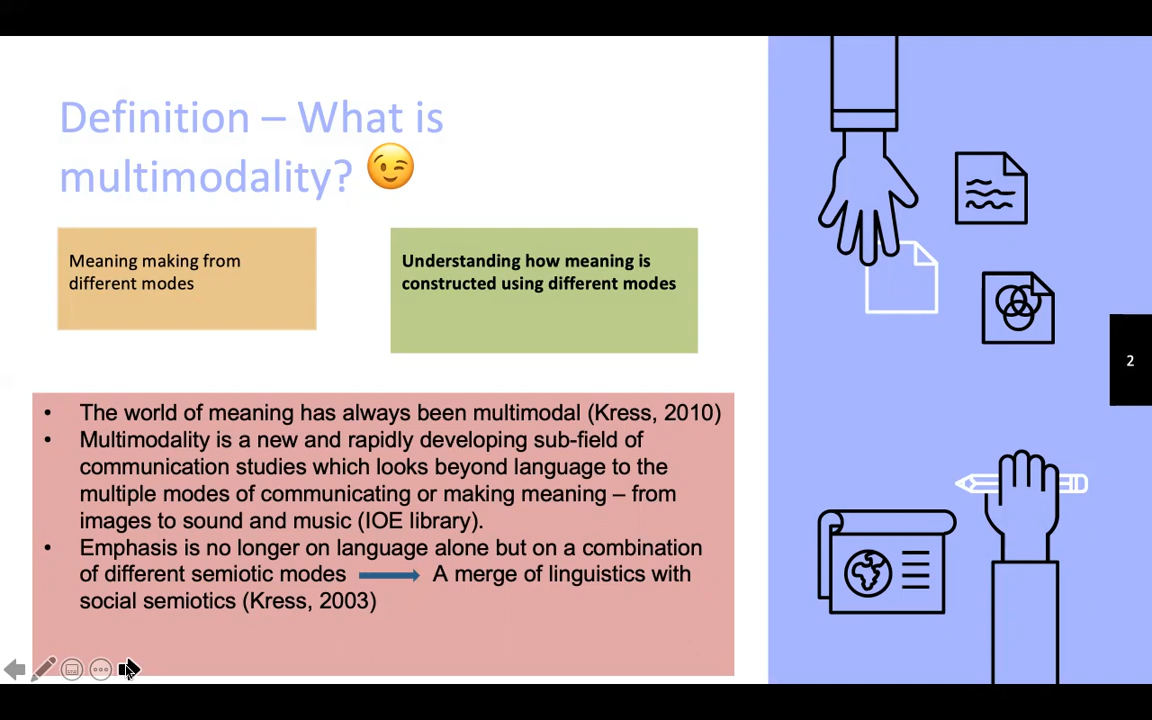 Definition – What is
multimodality? 😉
Meaning making from
different modes
Understanding how meaning is
constructed using different modes
• The world of meaning has always been multimodal (Kress, 2010)
• Multimodality is a new and rapidly developing sub-field of
communication studies which looks beyond language to the
multiple modes of communicating or making meaning – from
images to sound and music (IOE library).
• Emphasis is no longer on language alone but on a combination
of different semiotic modes → A merge of linguistics with
social semiotics (Kress, 2003)
2